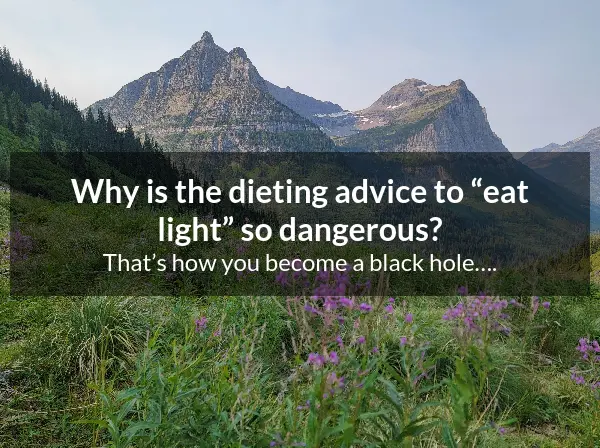 Why is the dieting advice to “eat
light” so dangerous?
That’s how you become a black hole....